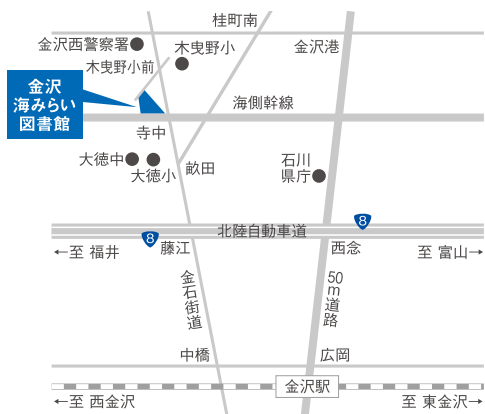 桂町南
金沢西警察署
木曳野小
金沢港
木曳野小前
金沢
海みらい
図書館
海側幹線
寺中
大徳中
大徳小
畝田
石川
県庁
8
北陸自動車道
8
藤江
西念
←至 福井
至 富山→
金石街道
50m道路
中橋
広岡
金沢駅
←至 西金沢
至 東金沢→